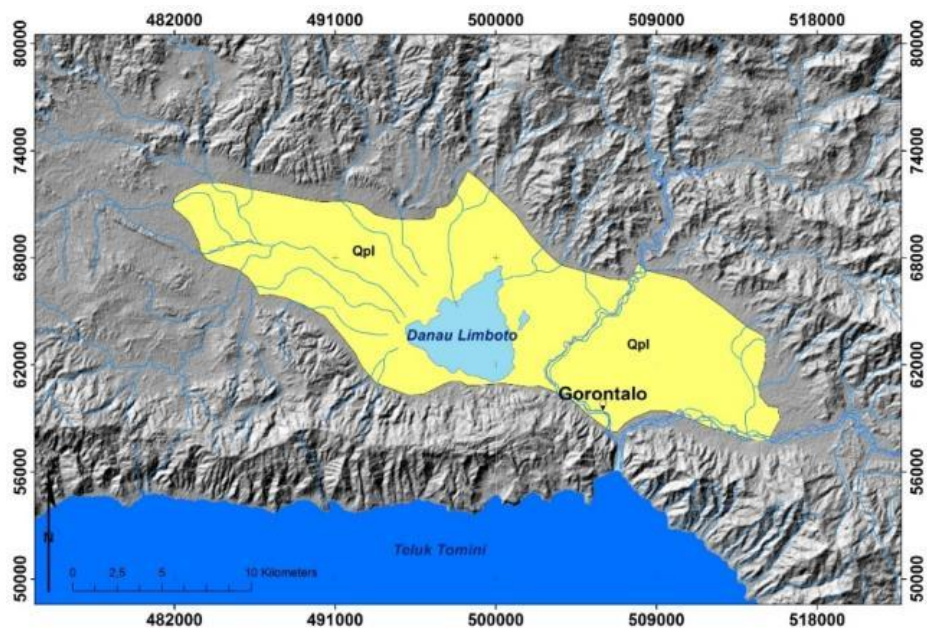 482000 491000 500000 509000 518000
80000 80000
74000 74000
68000 68000
Qpl
Danau Limboto
Qpl
62000 62000
Gorontalo
56000 56000
Teluk Tomini
N
50000 50000
0 2,5 5 10 Kilometers
482000 491000 500000 509000 518000